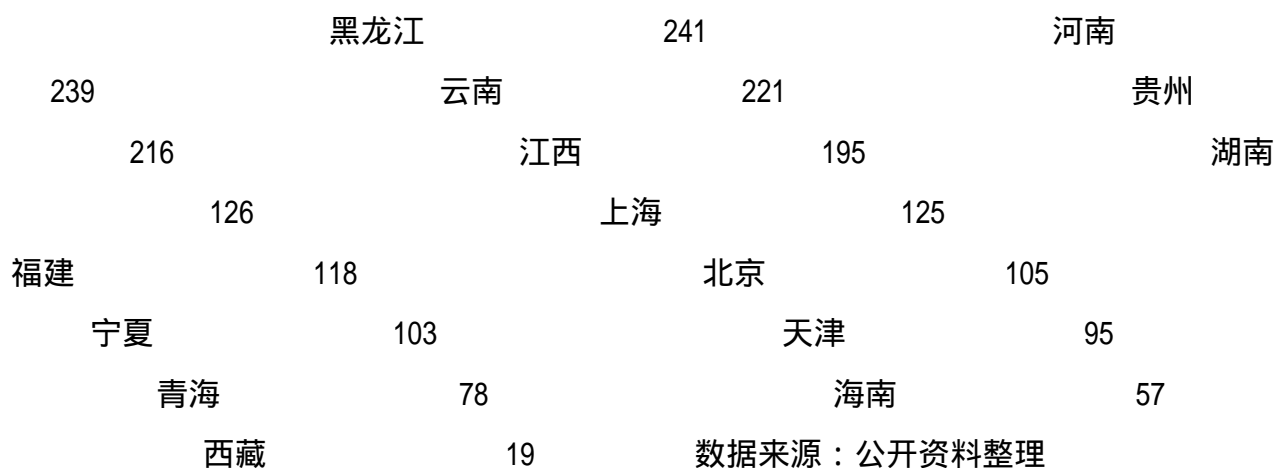 黑龙江 241 河南
239 云南 221 贵州
216 江西 195 湖南
126 上海 125
福建 118 北京 105
宁夏 103 天津 95
青海 78 海南 57
西藏 19 数据来源：公开资料整理